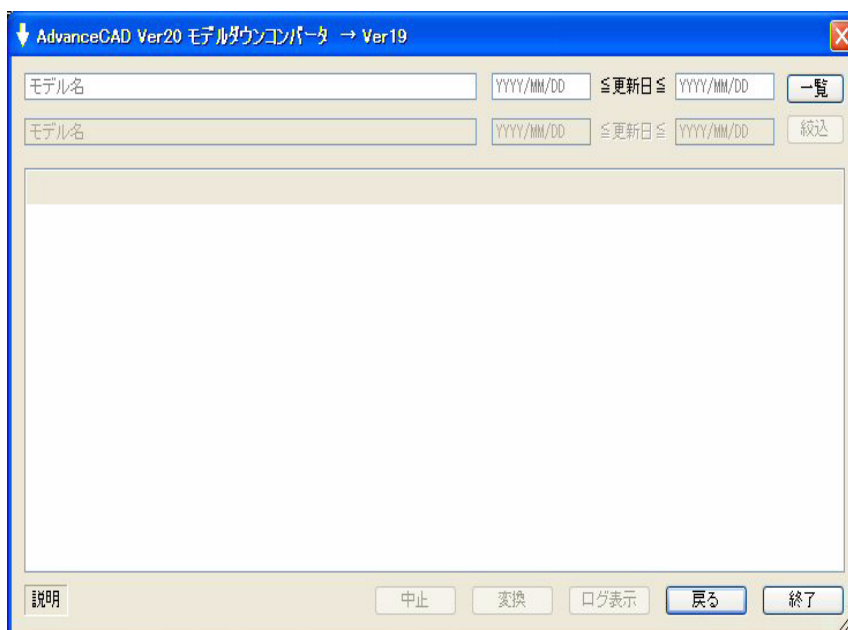 AdvanceCAD Ver20 モデルダウンコンバータ → Ver19
モデル名 YYYY/MM/DD ≦更新日≦ YYYY/MM/DD 一覧
モデル名 YYYY/MM/DD ≦更新日≦ YYYY/MM/DD 絞込
説明 中止 変換 ログ表示 戻る 終了